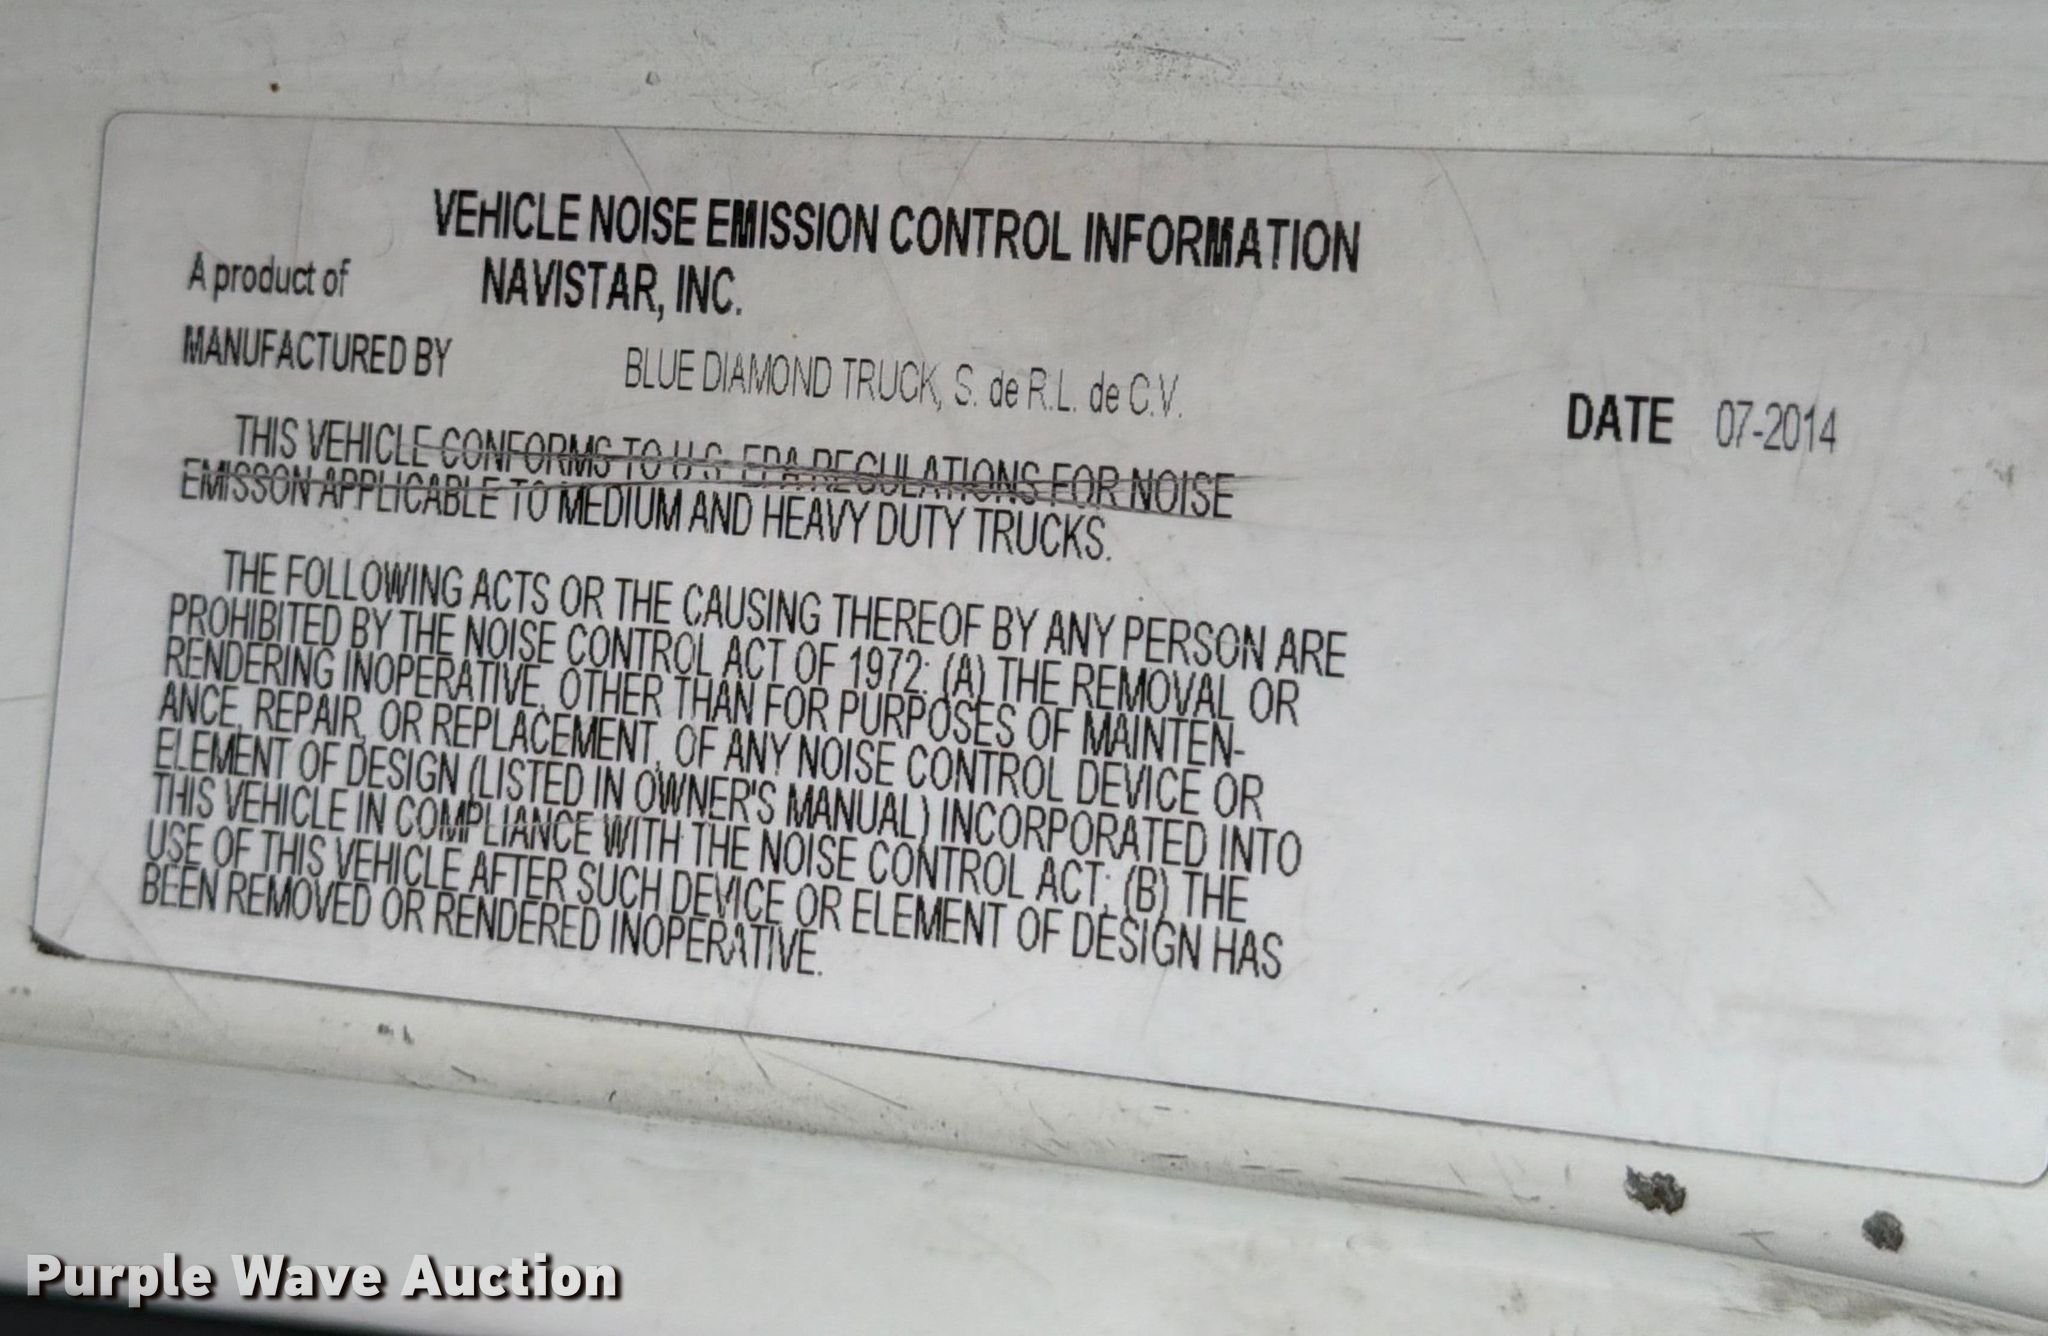 VEHICLE NOISE EMISSION CONTROL INFORMATION
A product of NAVISTAR, INC.
MANUFACTURED BY BLUE DIAMOND TRUCK, S. de R.L. de C.V.
DATE 07-2014
THIS VEHICLE CONFORMS TO U.S. EPA REGULATIONS FOR NOISE
EMISSON APPLICABLE TO MEDIUM AND HEAVY DUTY TRUCKS.
THE FOLLOWING ACTS OR THE CAUSING THEREOF BY ANY PERSON ARE
PROHIBITED BY THE NOISE CONTROL ACT OF 1972: (A) THE REMOVAL OR
RENDERING INOPERATIVE, OTHER THAN FOR PURPOSES OF MAINTEN-
ANCE, REPAIR, OR REPLACEMENT, OF ANY NOISE CONTROL DEVICE OR
ELEMENT OF DESIGN (LISTED IN OWNER'S MANUAL) INCORPORATED INTO
THIS VEHICLE IN COMPLIANCE WITH THE NOISE CONTROL ACT; (B) THE
USE OF THIS VEHICLE AFTER SUCH DEVICE OR ELEMENT OF DESIGN HAS
BEEN REMOVED OR RENDERED INOPERATIVE.
Purple Wave Auction